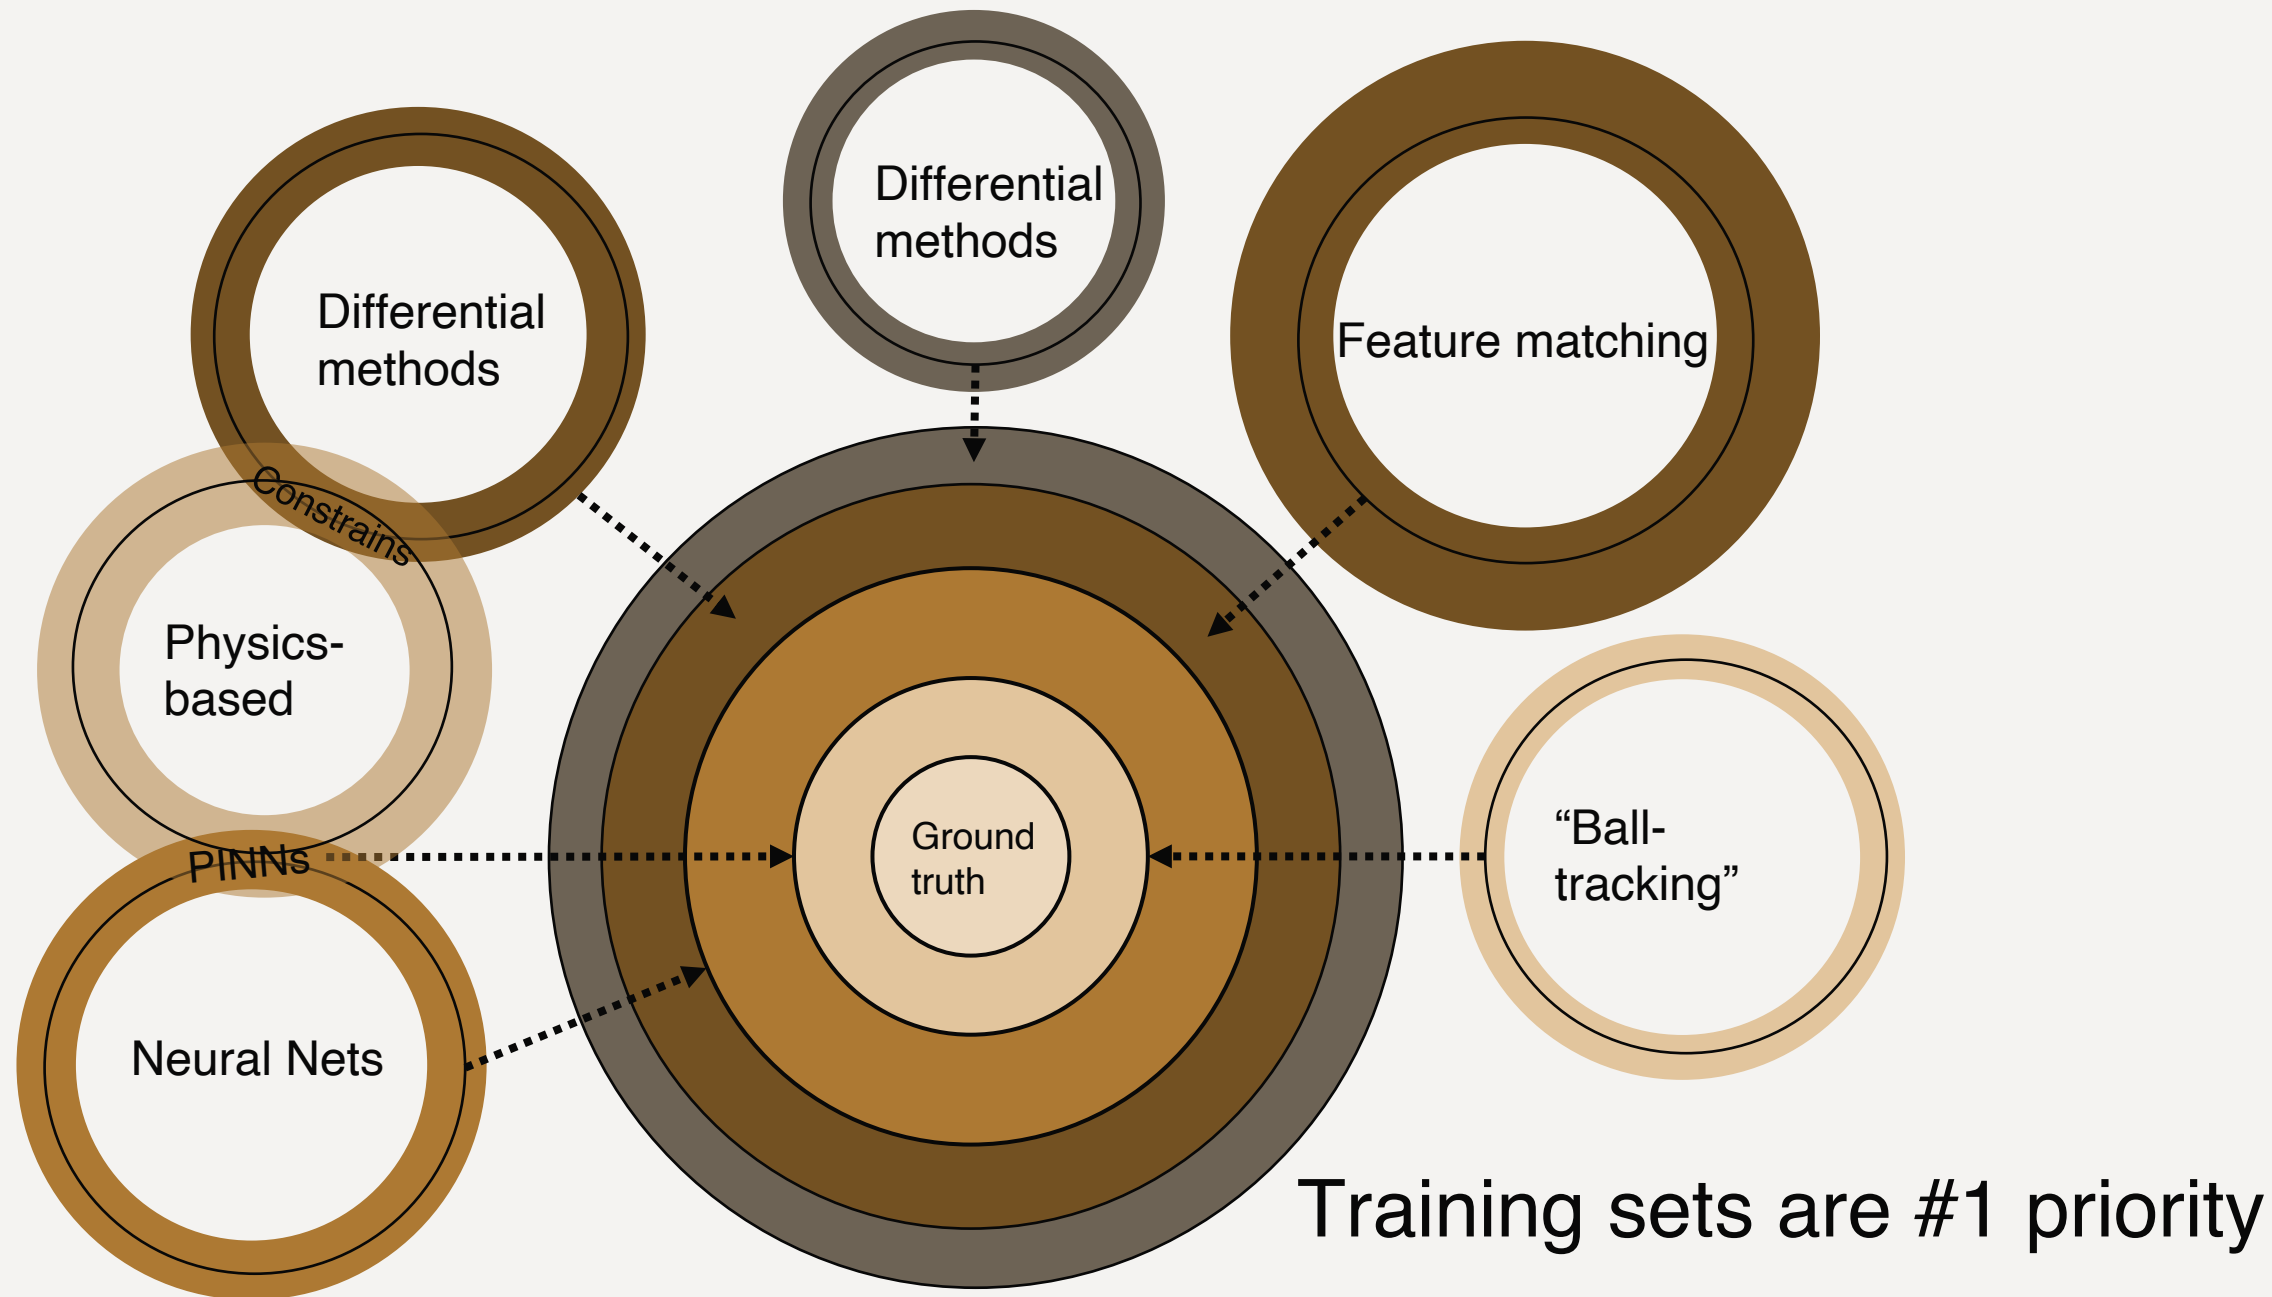 Differential
methods
Differential
methods
Feature matching
Constrains
Physics-
based
“Ball-
tracking”
Ground
truth
PINNs
Neural Nets
Training sets are #1 priority